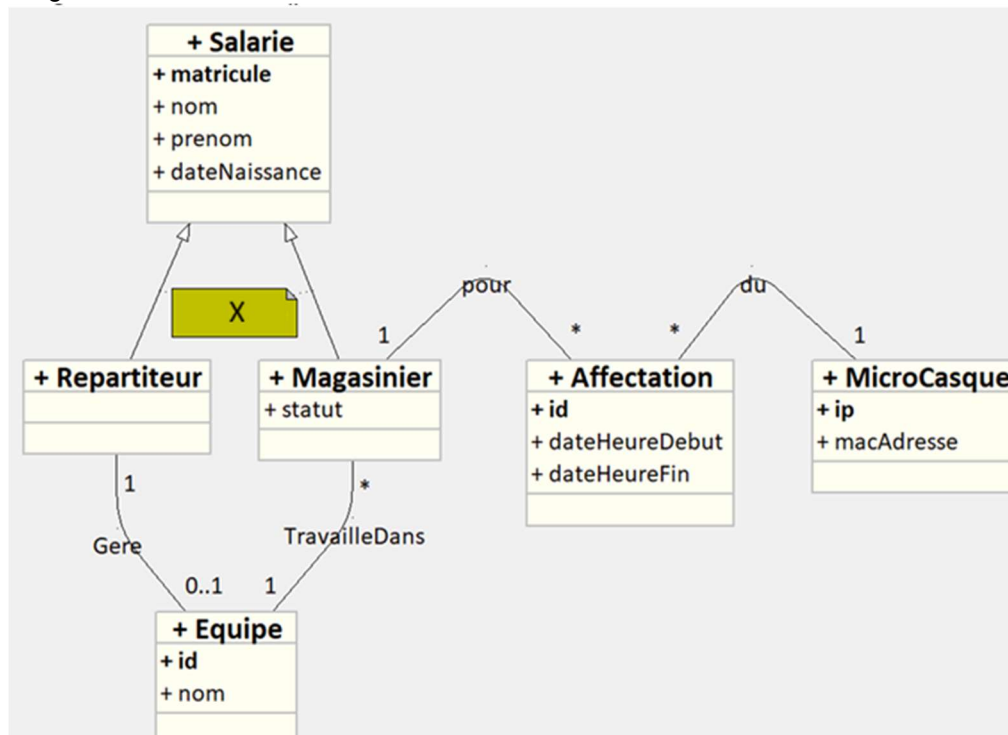 + Salarie
+ matricule
+ nom
+ prenom
+ dateNaissance
X
pour
du
1
*
*
1
+ Repartiteur
+ Magasinier
+ statut
+ Affectation
+ id
+ dateHeureDebut
+ dateHeureFin
+ MicroCasque
+ ip
+ macAdresse
1
*
Gere
TravailleDans
0..1
1
+ Equipe
+ id
+ nom